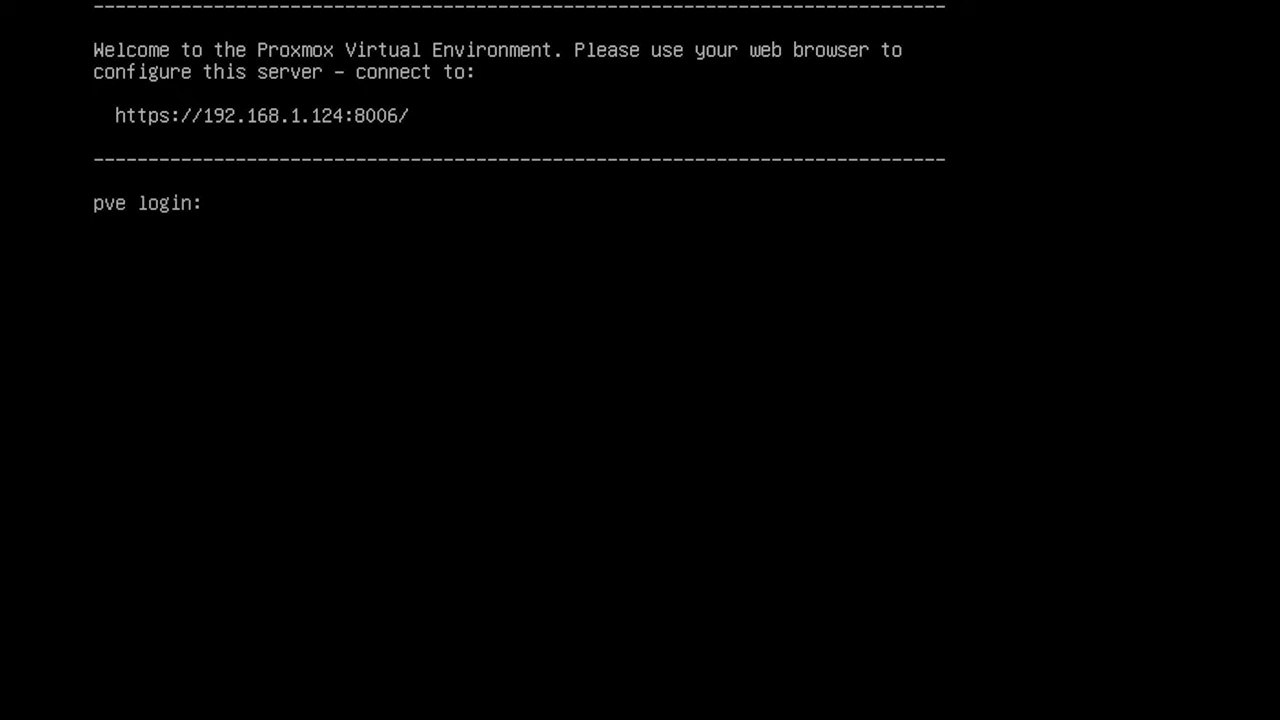 ------------------------------------------------------------------------------
Welcome to the Proxmox Virtual Environment. Please use your web browser to
configure this server - connect to:
https://192.168.1.124:8006/
------------------------------------------------------------------------------
pve login: